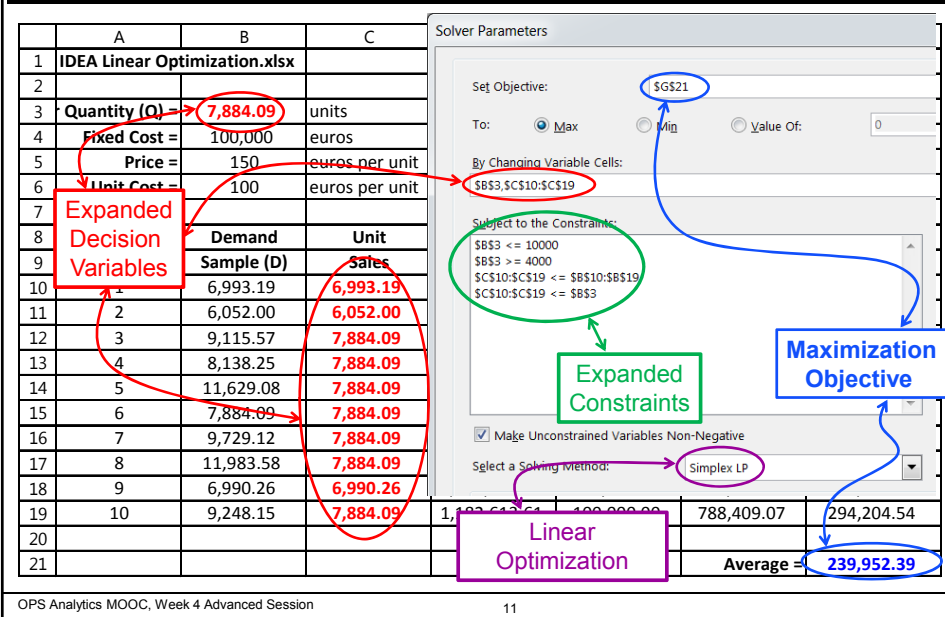 A B C
1 IDEA Linear Optimization.xlsx
2
3 Quantity (Q) = 7,884.09 units
4 Fixed Cost = 100,000 euros
5 Price = 150 euros per unit
6 Unit Cost = 100 euros per unit
7
8 Demand Unit
9 Sample (D) Sales
10 1 6,993.19 6,993.19
11 2 6,052.00 6,052.00
12 3 9,115.57 7,884.09
13 4 8,138.25 7,884.09
14 5 11,629.08 7,884.09
15 6 7,884.09 7,884.09
16 7 9,729.12 7,884.09
17 8 11,983.58 7,884.09
18 9 6,990.26 6,990.26
19 10 9,248.15 7,884.09 1,182,613.61 100,000.00 788,409.07 294,204.54
20
21 Average = 239,952.39
Expanded
Decision
Variables
Solver Parameters
Set Objective: $G$21
To: Max Min Value Of: 0
By Changing Variable Cells:
$B$3,$C$10:$C$19
Subject to the Constraints:
$B$3 <= 10000
$B$3 >= 4000
$C$10:$C$19 <= $B$10:$B$19
$C$10:$C$19 <= $B$3
Expanded
Constraints
Maximization
Objective
Make Unconstrained Variables Non-Negative
Select a Solving Method: Simplex LP
Linear
Optimization
OPS Analytics MOOC, Week 4 Advanced Session
11